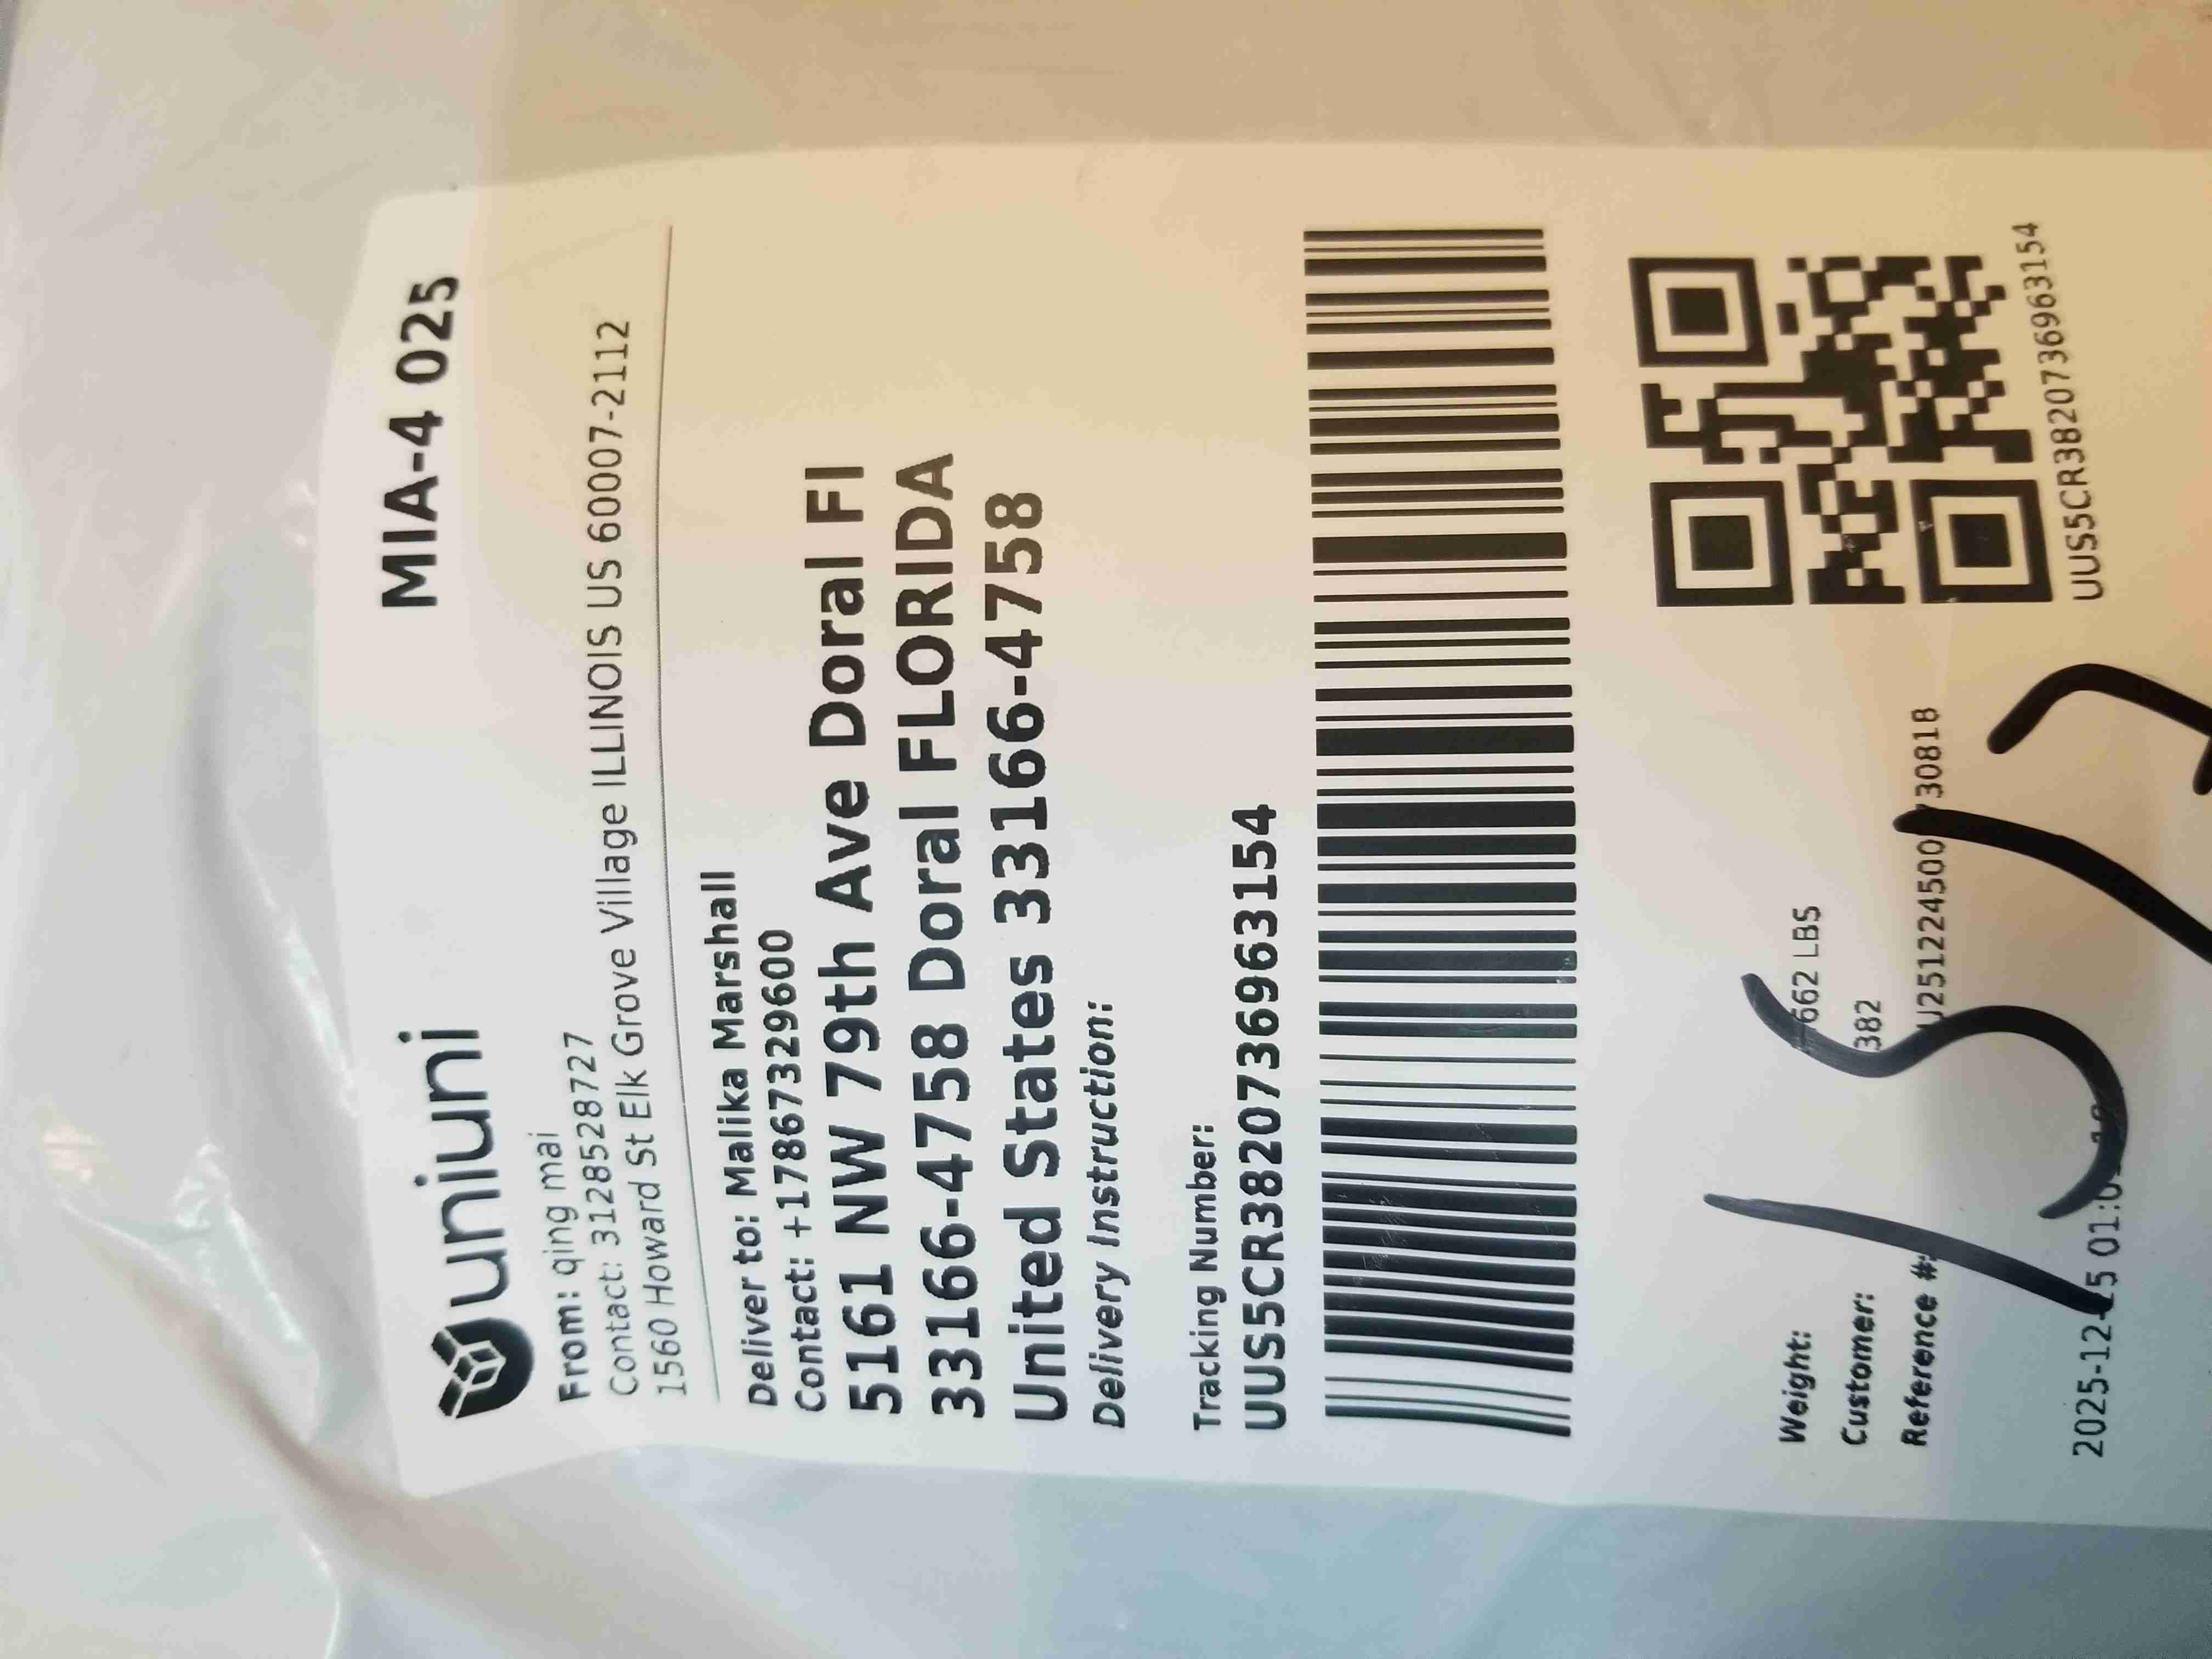 uniuni
MIA-4 025
From: qing mai
Contact: 3128528727
1560 Howard St Elk Grove Village ILLINOIS US 60007-2112
Deliver to: Malika Marshall
Contact: +17867329600
5161 NW 79th Ave Doral Fl
33166-4758 Doral FLORIDA
United States 33166-4758
Delivery Instruction:
Tracking Number:
UUS5CR3820736963154
Weight: 662 LBS
Customer: 382
Reference #:
UUS5CR3820736963154